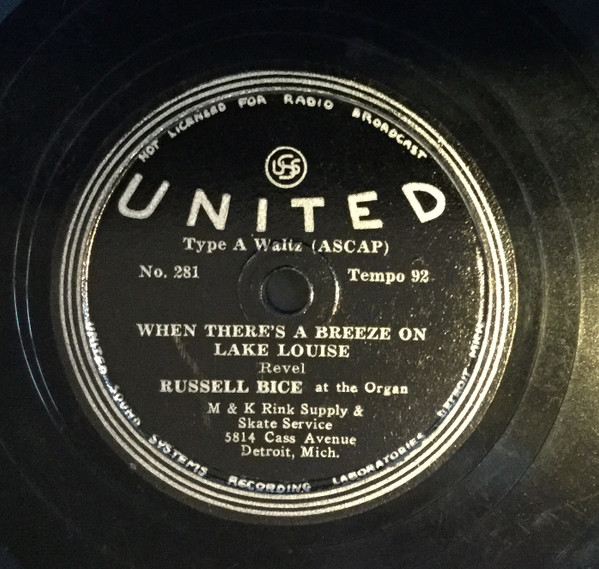 NOT LICENSED FOR RADIO BROADCAST
USS
UNITED
Type A Waltz (ASCAP)
No. 281 Tempo 92
WHEN THERE'S A BREEZE ON
LAKE LOUISE
Revel
RUSSELL BICE at the Organ
M & K Rink Supply &
Skate Service
5814 Cass Avenue
Detroit, Mich.
WALTER SOUND SYSTEMS RECORDING LABORATORIES DETROIT MICH.